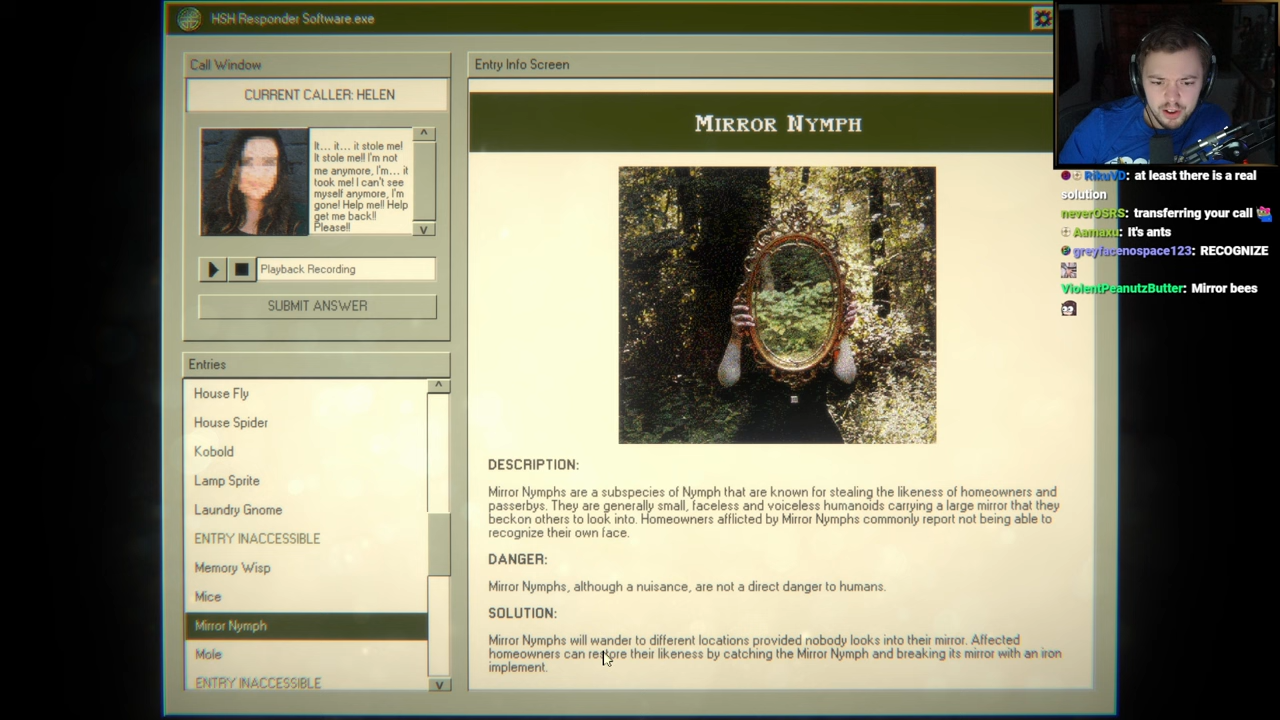 HSH Responder Software.exe
Call Window
CURRENT CALLER: HELEN
It... it... it stole me!
It stole me!! I'm not
me anymore, I'm... it
took me! I can't see
myself anymore, I'm
gone! Help me!! Help
get me back!!
Please!!
^
v
Playback Recording
SUBMIT ANSWER
Entries
House Fly
House Spider
Kobold
Lamp Sprite
Laundry Gnome
ENTRY INACCESSIBLE
Memory Wisp
Mice
Mirror Nymph
Mole
ENTRY INACCESSIBLE
^
v
Entry Info Screen
MIRROR NYMPH
DESCRIPTION:
Mirror Nymphs are a subspecies of Nymph that are known for stealing the likeness of homeowners and
passerbys. They are generally small, faceless and voiceless humanoids carrying a large mirror that they
beckon others to look into. Homeowners afflicted by Mirror Nymphs commonly report not being able to
recognize their own face.
DANGER:
Mirror Nymphs, although a nuisance, are not a direct danger to humans.
SOLUTION:
Mirror Nymphs will wander to different locations provided nobody looks into their mirror. Affected
homeowners can restore their likeness by catching the Mirror Nymph and breaking its mirror with an iron
implement.
RikuVD: at least there is a real
solution
neverOSRS: transferring your call
Aamaxu: It's ants
greyfacenospace123: RECOGNIZE
ViolentPeanutzButter: Mirror bees